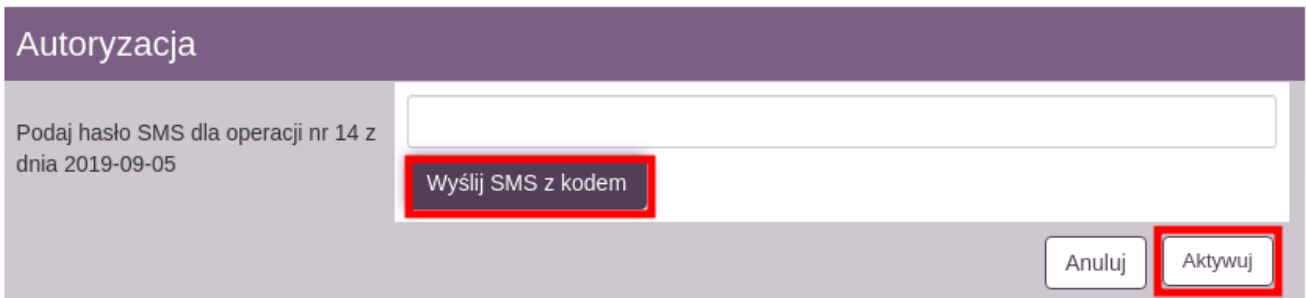 Autoryzacja
Podaj hasło SMS dla operacji nr 14 z
dnia 2019-09-05
Wyślij SMS z kodem
Anuluj
Aktywuj